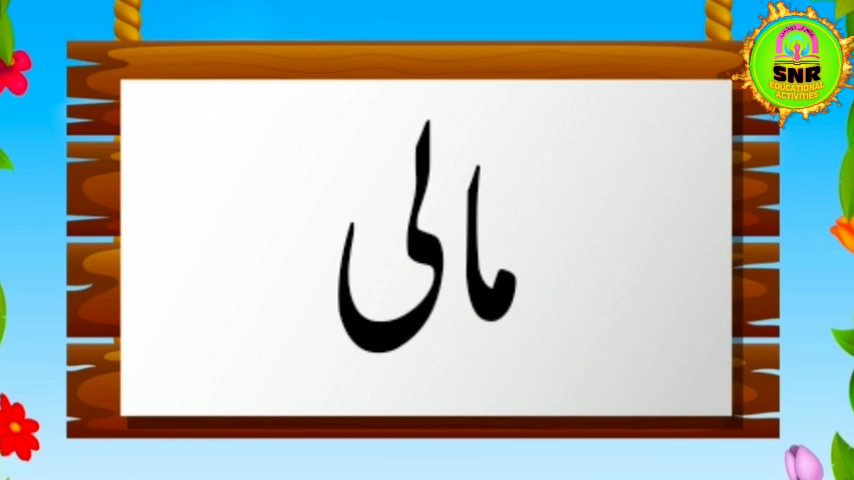 مالی
SNR
EDUCATIONAL
ACTIVITIES